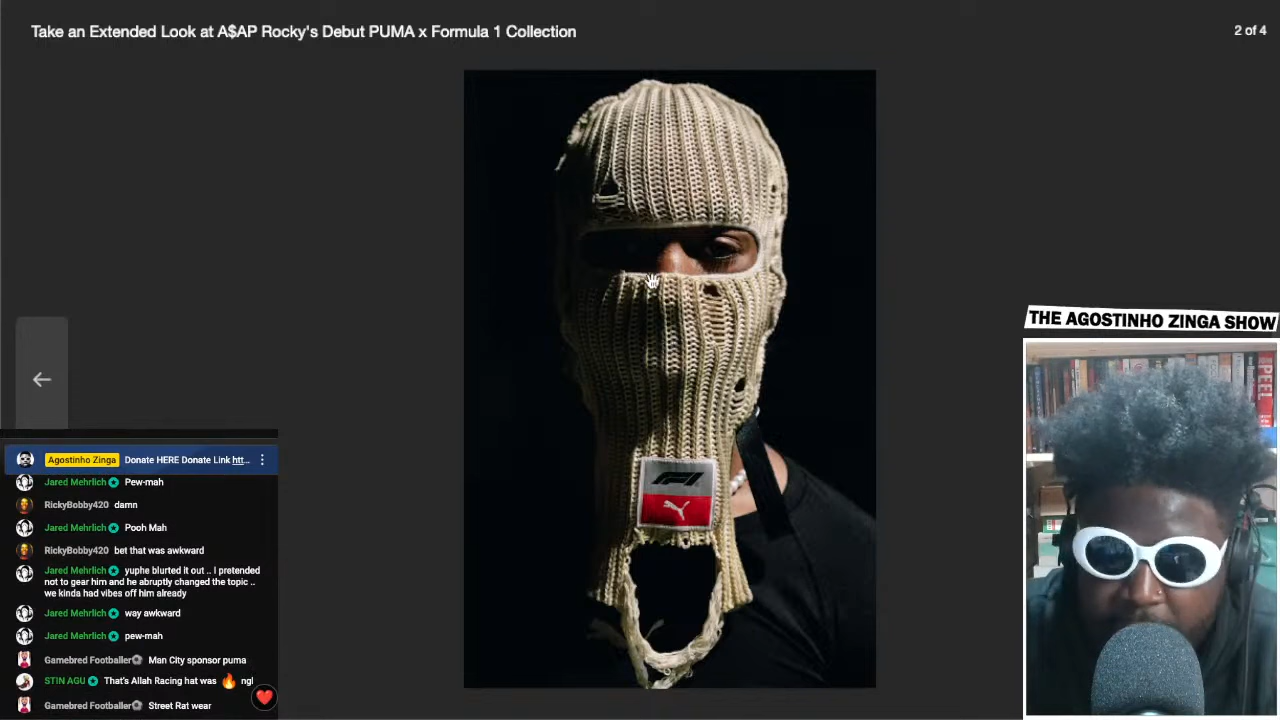 Take an Extended Look at A$AP Rocky's Debut PUMA x Formula 1 Collection
2 of 4
THE AGOSTINHO ZINGA SHOW
PEEL
Agostinho Zinga Donate HERE Donate Link htt...
Jared Mehrlich Pew-mah
RickyBobby420 damn
Jared Mehrlich Pooh Mah
RickyBobby420 bet that was awkward
Jared Mehrlich yuphe blurted it out .. I pretended
not to gear him and he abruptly changed the topic ..
we kinda had vibes off him already
Jared Mehrlich way awkward
Jared Mehrlich pew-mah
Gamebred Footballer Man City sponsor puma
STIN AGU That's Allah Racing hat was 🔥 ngl
Gamebred Footballer Street Rat wear
F1